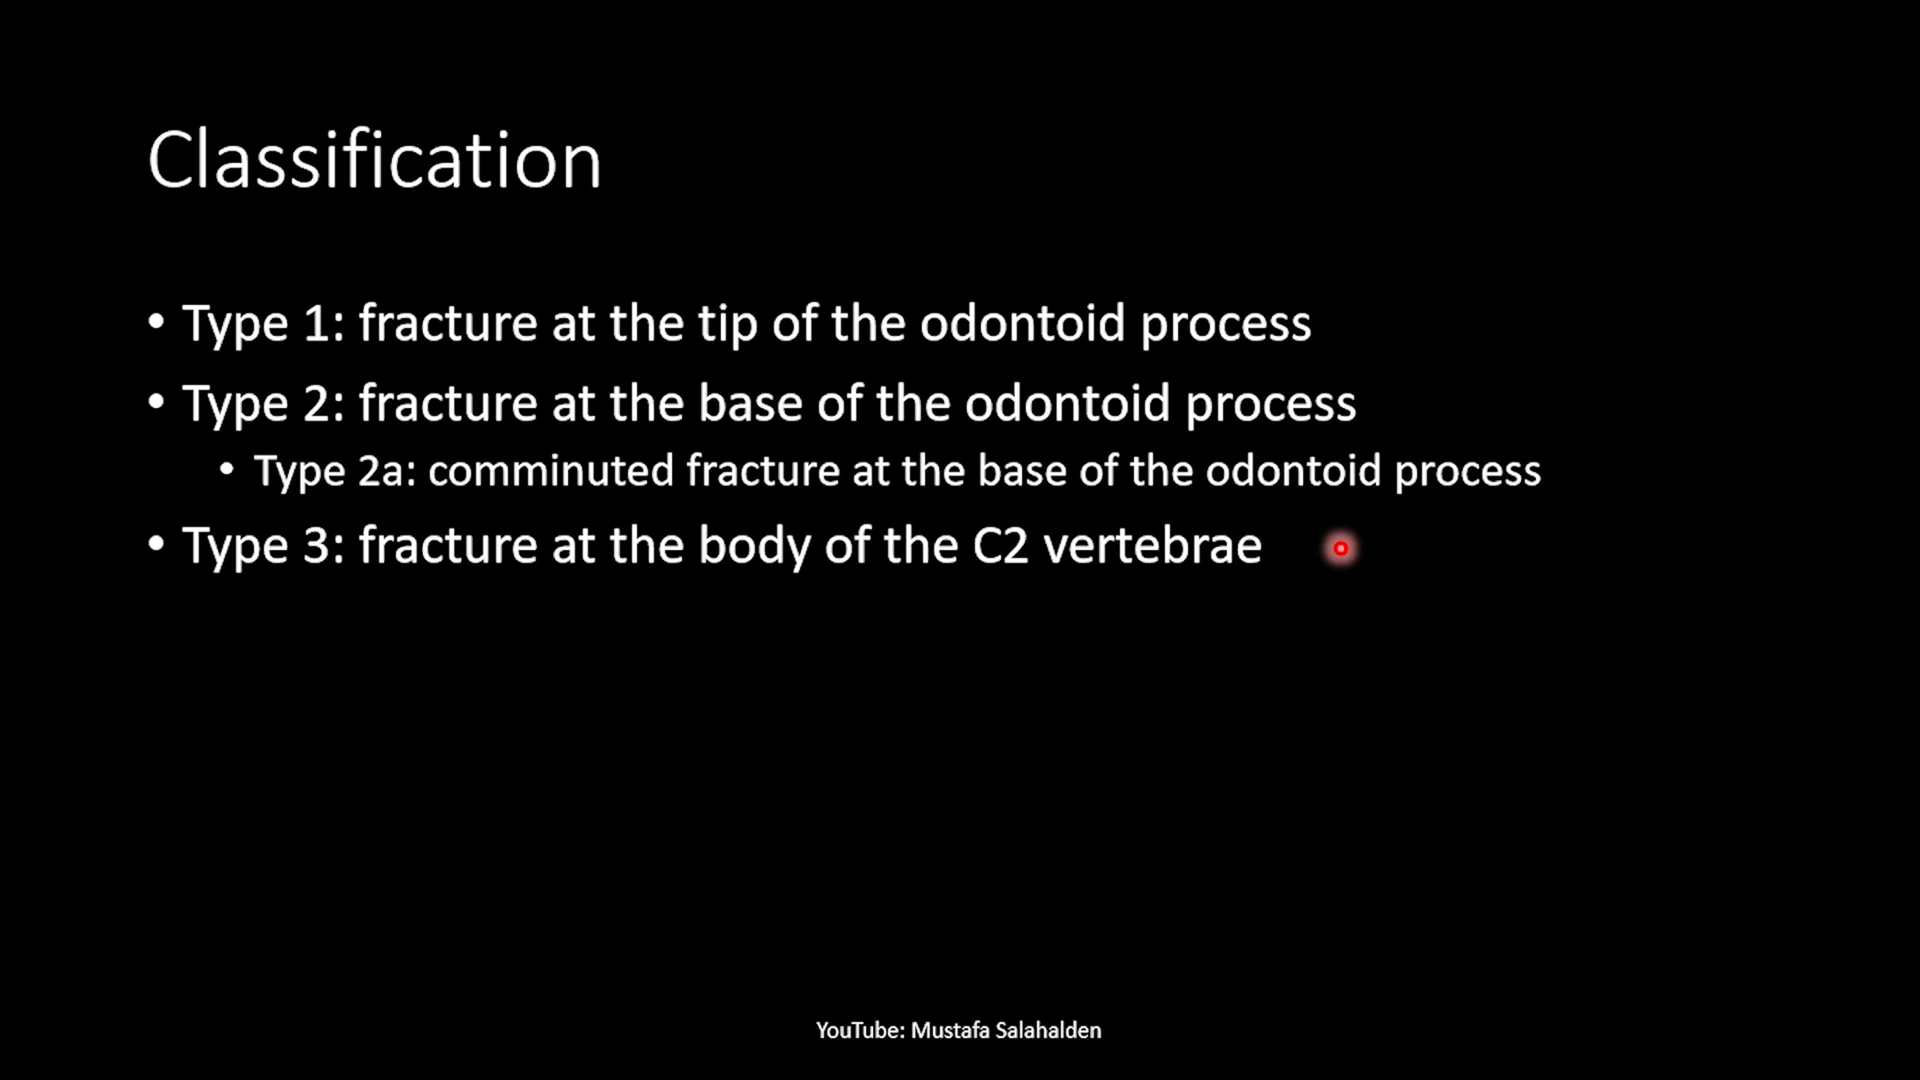 Classification
• Type 1: fracture at the tip of the odontoid process
• Type 2: fracture at the base of the odontoid process
• Type 2a: comminuted fracture at the base of the odontoid process
• Type 3: fracture at the body of the C2 vertebrae
YouTube: Mustafa Salahalden